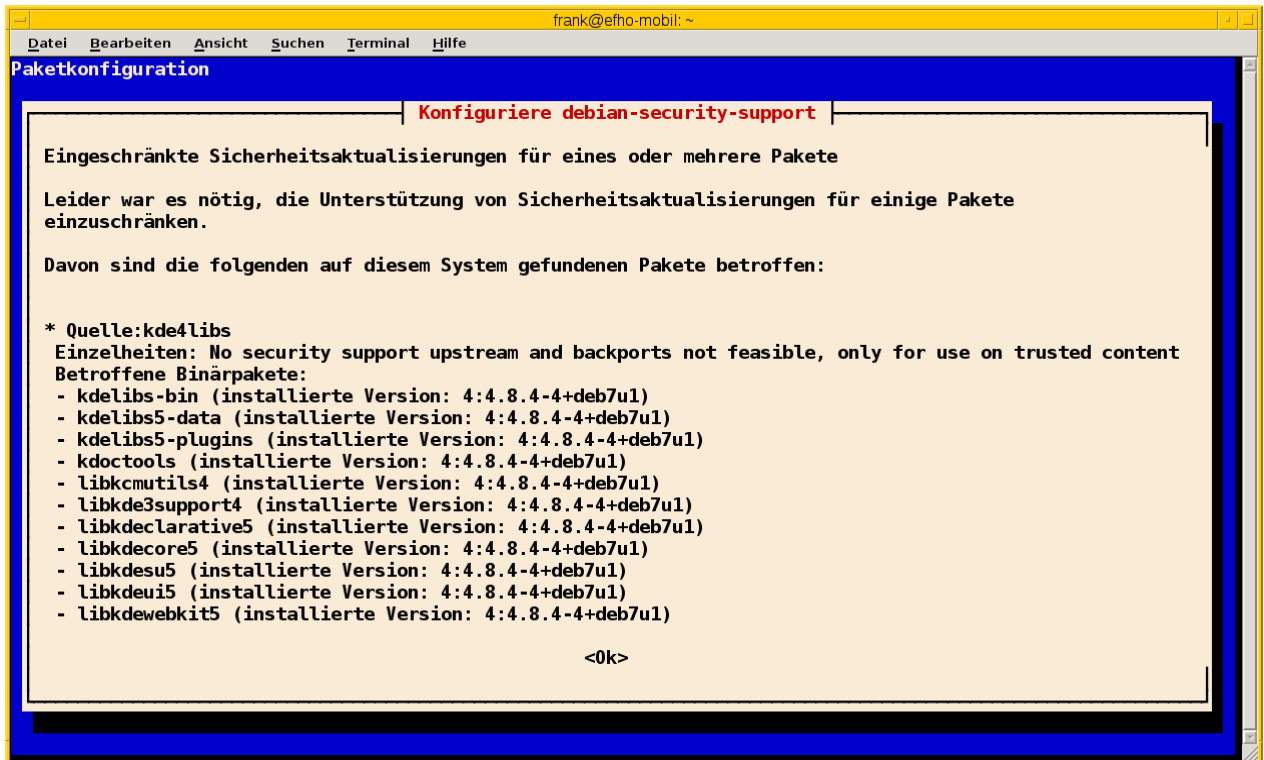 frank@efho-mobil: ~
Datei Bearbeiten Ansicht Suchen Terminal Hilfe
Paketkonfiguration
Konfiguriere debian-security-support
Eingeschränkte Sicherheitsaktualisierungen für eines oder mehrere Pakete
Leider war es nötig, die Unterstützung von Sicherheitsaktualisierungen für einige Pakete
einzuschränken.
Davon sind die folgenden auf diesem System gefundenen Pakete betroffen:
* Quelle:kde4libs
Einzelheiten: No security support upstream and backports not feasible, only for use on trusted content
Betroffene Binärpakete:
- kdelibs-bin (installierte Version: 4:4.8.4-4+deb7u1)
- kdelibs5-data (installierte Version: 4:4.8.4-4+deb7u1)
- kdelibs5-plugins (installierte Version: 4:4.8.4-4+deb7u1)
- kdoctools (installierte Version: 4:4.8.4-4+deb7u1)
- libkcmutils4 (installierte Version: 4:4.8.4-4+deb7u1)
- libkde3support4 (installierte Version: 4:4.8.4-4+deb7u1)
- libkdeclarative5 (installierte Version: 4:4.8.4-4+deb7u1)
- libkdecore5 (installierte Version: 4:4.8.4-4+deb7u1)
- libkdesu5 (installierte Version: 4:4.8.4-4+deb7u1)
- libkdeui5 (installierte Version: 4:4.8.4-4+deb7u1)
- libkdewebkit5 (installierte Version: 4:4.8.4-4+deb7u1)
<Ok>